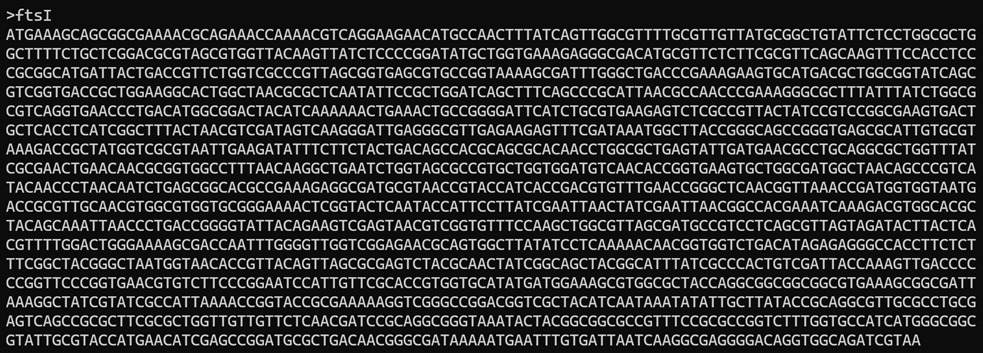 >ftsI
ATGAAAGCAGCGGCGAAAACGCAGAAACCAAAACGTCAGGAAGAACATGCCAACTTTATCAGTTGGCGTTTTGCGTTGTTATGCGGCTGTATTCTCCTGGCGCTG
GCTTTTCTGCTCGGACGCGTAGCGTGGTTACAAGTTATCTCCCCGGATATGCTGGTGAAAGAGGGCGACATGCGTTCTCTTCGCGTTCAGCAAGTTTCCACCTCC
CGCGGCATGATTACTGACCGTTCTGGTCGCCCGTTAGCGGTGAGCGTGCCGGTAAAAGCGATTTGGGCTGACCCGAAAGAAGTGCATGACGCTGGCGGTATCAGC
GTCGGTGACCGCTGGAAGGCACTGGCTAACGCGCTCAATATTCCGCTGGATCAGCTTTCAGCCCGCATTAACGCCAACCCGAAAGGGCGCTTTATTTATCTGGCG
CGTCAGGTGAACCCTGACATGGCGGACTACATCAAAAAACTGAAACTGCCGGGGATTCATCTGCGTGAAGAGTCTCGCCGTTACTATCCGTCCGGCGAAGTGACT
GCTCACCTCATCGGCTTTACTAACGTCGATAGTCAAGGGATTGAGGGCGTTGAGAAGAGTTTCGATAAATGGCTTACCGGGCAGCCGGGTGAGCGCATTGTGCGT
AAAGACCGCTATGGTCGCGTAATTGAAGATATTTCTTCTACTGACAGCCACGCAGCGCACAACCTGGCGCTGAGTATTGATGAACGCCTGCAGGCGCTGGTTTAT
CGCGAACTGAACAACGCGGTGGCCTTTAACAAGGCTGAATCTGGTAGCGCCGTGCTGGTGGATGTCAACACCGGTGAAGTGCTGGCGATGGCTAACAGCCCGTCA
TACAACCCTAACAATCTGAGCGGCACGCCGAAAGAGGCGATGCGTAACCGTACCATCACCGACGTGTTTGAACCGGGCTCAACGGTTAAACCGATGGTGGTAATG
ACCGCGTTGCAACGTGGCGTGGTGCGGGAAAACTCGGTACTCAATACCATTCCTTATCGAATTAACTATCGAATTAACGGCCACGAAATCAAAGACGTGGCACGC
TACAGCAAATTAACCCTGACCGGGGTATTACAGAAGTCGAGTAACGTCGGTGTTTCCAAGCTGGCGTTAGCGATGCCGTCCTCAGCGTTAGTAGATACTTACTCA
CGTTTTGGACTGGGAAAAGCGACCAATTTGGGGTTGGTCGGAGAACGCAGTGGCTTATATCCTCAAAAACAACGGTGGTCTGACATAGAGAGGGCCACCTTCTCT
TTCGGCTACGGGCTAATGGTAACACCGTTACAGTTAGCGCGAGTCTACGCAACTATCGGCAGCTACGGCATTTATCGCCCACTGTCGATTACCAAAGTTGACCCC
CCGGTTCCCGGTGAACGTGTCTTCCCGGAATCCATTGTTCGCACCGTGGTGCATATGATGGAAAGCGTGGCGCTACCAGGCGGCGGCGGCGTGAAAGCGGCGATT
AAAGGCTATCGTATCGCCATTAAAACCGGTACCGCGAAAAAGGTCGGGCCGGACGGTCGCTACATCAATAAATATATTGCTTATACCGCAGGCGTTGCGCCTGCG
AGTCAGCCGCGCTTCGCGCTGGTTGTTGTTCTCAACGATCCGCAGGCGGGTAAATACTACGGCGGCGCCGTTTCCGCGCCGGTCTTTGGTGCCATCATGGGCGGC
GTATTGCGTACCATGAACATCGAGCCGGATGCGCTGACAACGGGCGATAAAAATGAATTTGTGATTAATCAAGGCGAGGGGACAGGTGGCAGATCGTAA